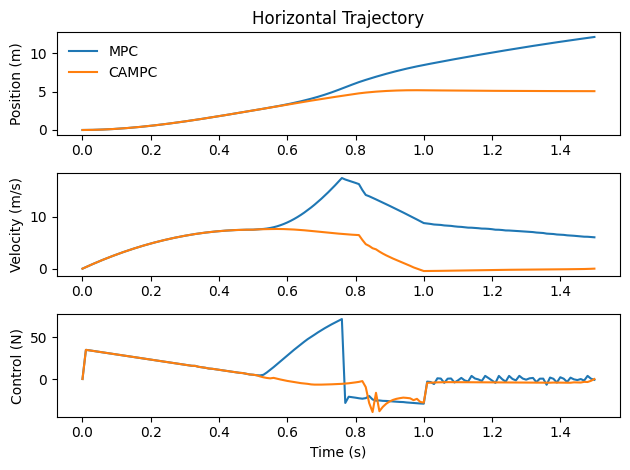 Horizontal Trajectory
Position (m)
10
5
0
MPC
CAMPC
0.0 0.2 0.4 0.6 0.8 1.0 1.2 1.4
Velocity (m/s)
10
0
0.0 0.2 0.4 0.6 0.8 1.0 1.2 1.4
Control (N)
50
0
0.0 0.2 0.4 0.6 0.8 1.0 1.2 1.4
Time (s)